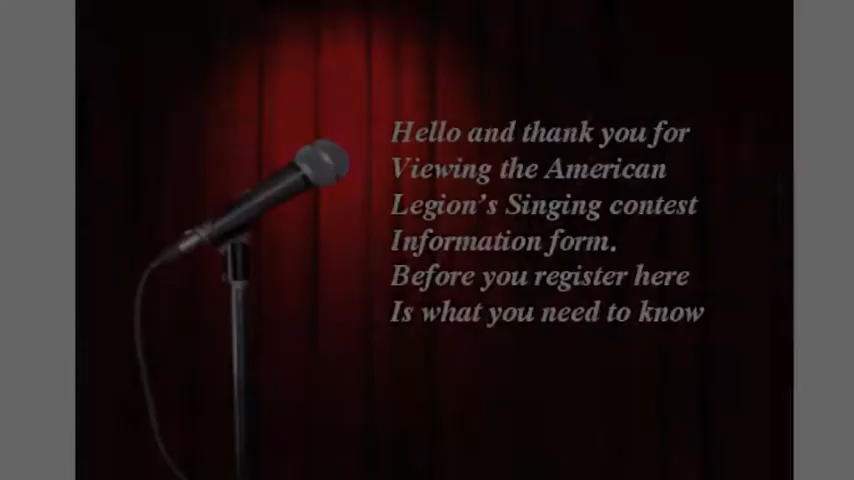 Hello and thank you for
Viewing the American
Legion’s Singing contest
Information form.
Before you register here
Is what you need to know